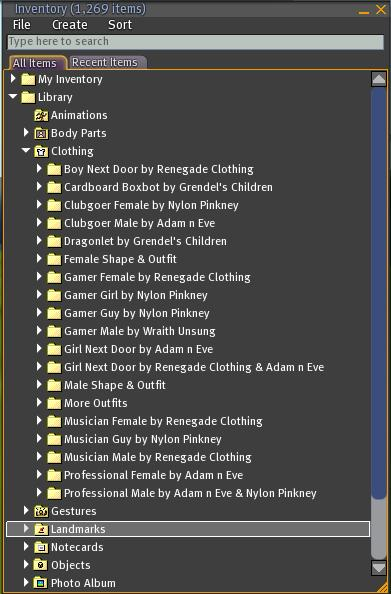 Inventory (1,269 items)
File Create Sort
Type here to search
All Items Recent Items
My Inventory
Library
Animations
Body Parts
Clothing
Boy Next Door by Renegade Clothing
Cardboard Boxbot by Grendel's Children
Clubgoer Female by Nylon Pinkney
Clubgoer Male by Adam n Eve
Dragonlet by Grendel's Children
Female Shape & Outfit
Gamer Female by Renegade Clothing
Gamer Girl by Nylon Pinkney
Gamer Guy by Nylon Pinkney
Gamer Male by Wraith Unsung
Girl Next Door by Adam n Eve
Girl Next Door by Renegade Clothing & Adam n Eve
Male Shape & Outfit
More Outfits
Musician Female by Renegade Clothing
Musician Guy by Nylon Pinkney
Musician Male by Renegade Clothing
Professional Female by Adam n Eve
Professional Male by Adam n Eve & Nylon Pinkney
Gestures
Landmarks
Notecards
Objects
Photo Album